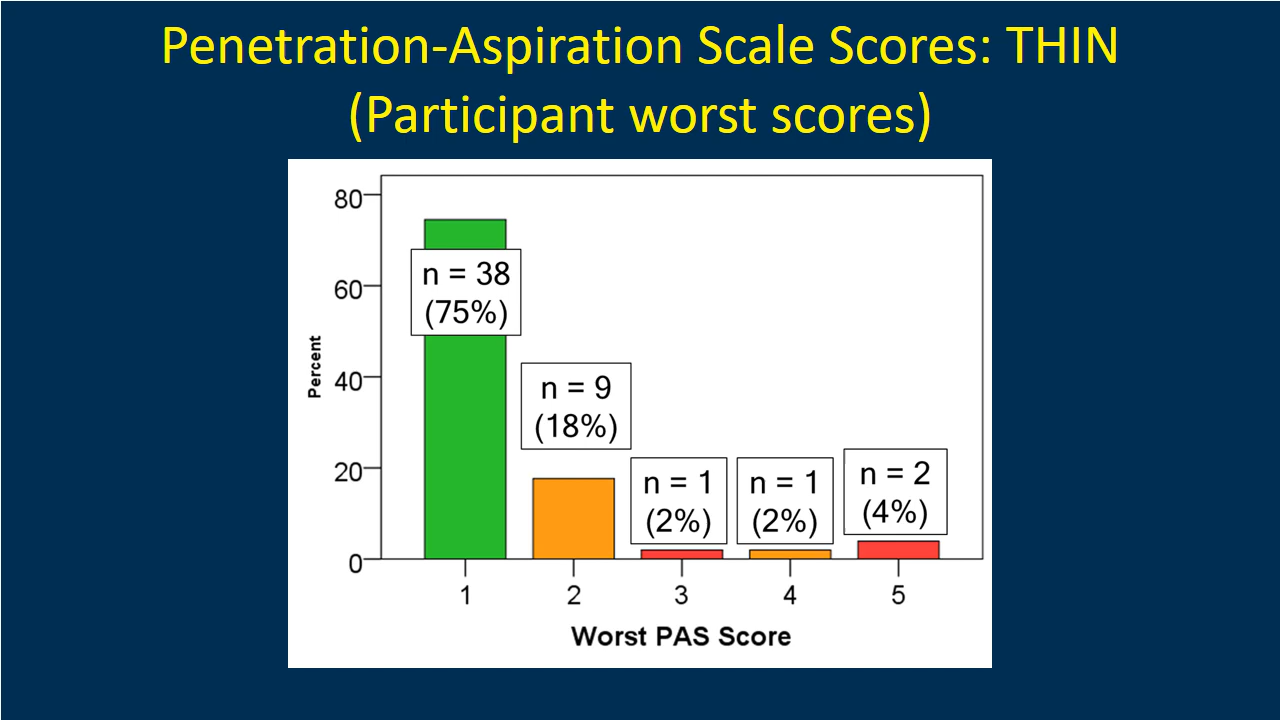 Penetration-Aspiration Scale Scores: THIN
(Participant worst scores)
80
60
40
20
0
Percent
n = 38
(75%)
n = 9
(18%)
n = 1
(2%)
n = 1
(2%)
n = 2
(4%)
1
2
3
4
5
Worst PAS Score